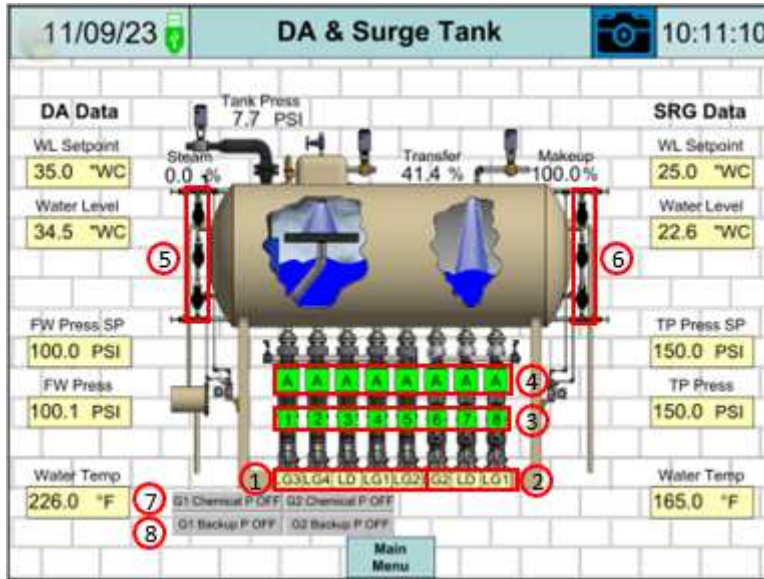 11/09/23 DA & Surge Tank 10:11:10
DA Data
Tank Press
7.7 PSI
SRG Data
WL Setpoint
35.0 "WC
Steam
0.0 %
Transfer
41.4 %
Makeup
100.0 %
WL Setpoint
25.0 "WC
Water Level
34.5 "WC
Water Level
22.6 "WC
5
6
FW Press SP
100.0 PSI
TP Press SP
150.0 PSI
A A A A A A A A 4
FW Press
100.1 PSI
TP Press
150.0 PSI
1 2 3 4 5 6 7 8 3
Water Temp
226.0 °F
1 LG3 LG4 LD LG1 LG2 G2 LD LG1 2
Water Temp
165.0 °F
7 G1 Chemical P OFF G2 Chemical P OFF
8 G1 Backup P OFF G2 Backup P OFF
Main
Menu